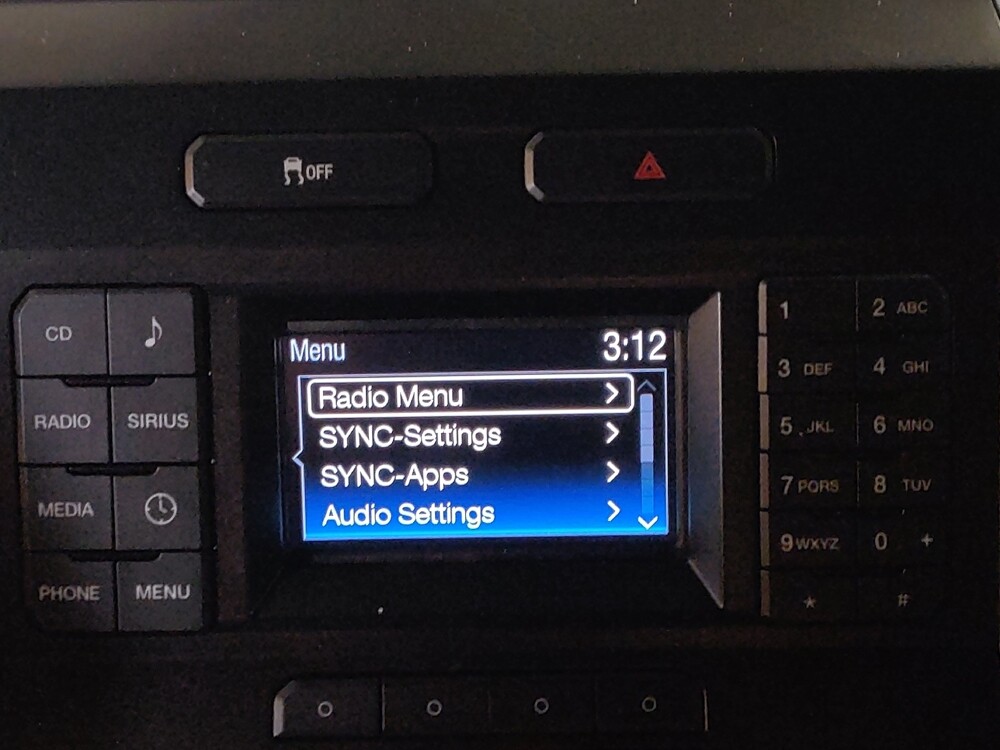 OFF
CD
RADIO SIRIUS
MEDIA
PHONE MENU
Menu 3:12
Radio Menu >
SYNC-Settings >
SYNC-Apps >
Audio Settings >
1 2 ABC
3 DEF 4 GHI
5 JKL 6 MNO
7 PQRS 8 TUV
9 WXYZ 0 +
* #